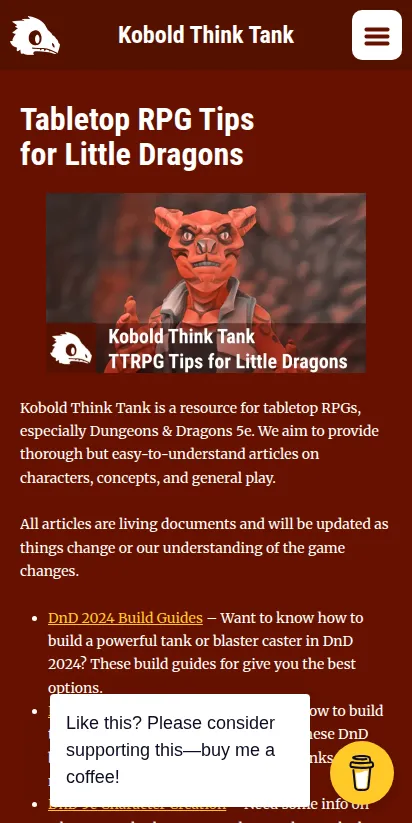 Kobold Think Tank
Tabletop RPG Tips
for Little Dragons
Kobold Think Tank
TTRPG Tips for Little Dragons
Kobold Think Tank is a resource for tabletop RPGs,
especially Dungeons & Dragons 5e. We aim to provide
thorough but easy-to-understand articles on
characters, concepts, and general play.
All articles are living documents and will be updated as
things change or our understanding of the game
changes.
DnD 2024 Build Guides – Want to know how to
build a powerful tank or blaster caster in DnD
2024? These build guides for give you the best
options.
to build
DnD
Like this? Please consider
supporting this—buy me a
coffee!